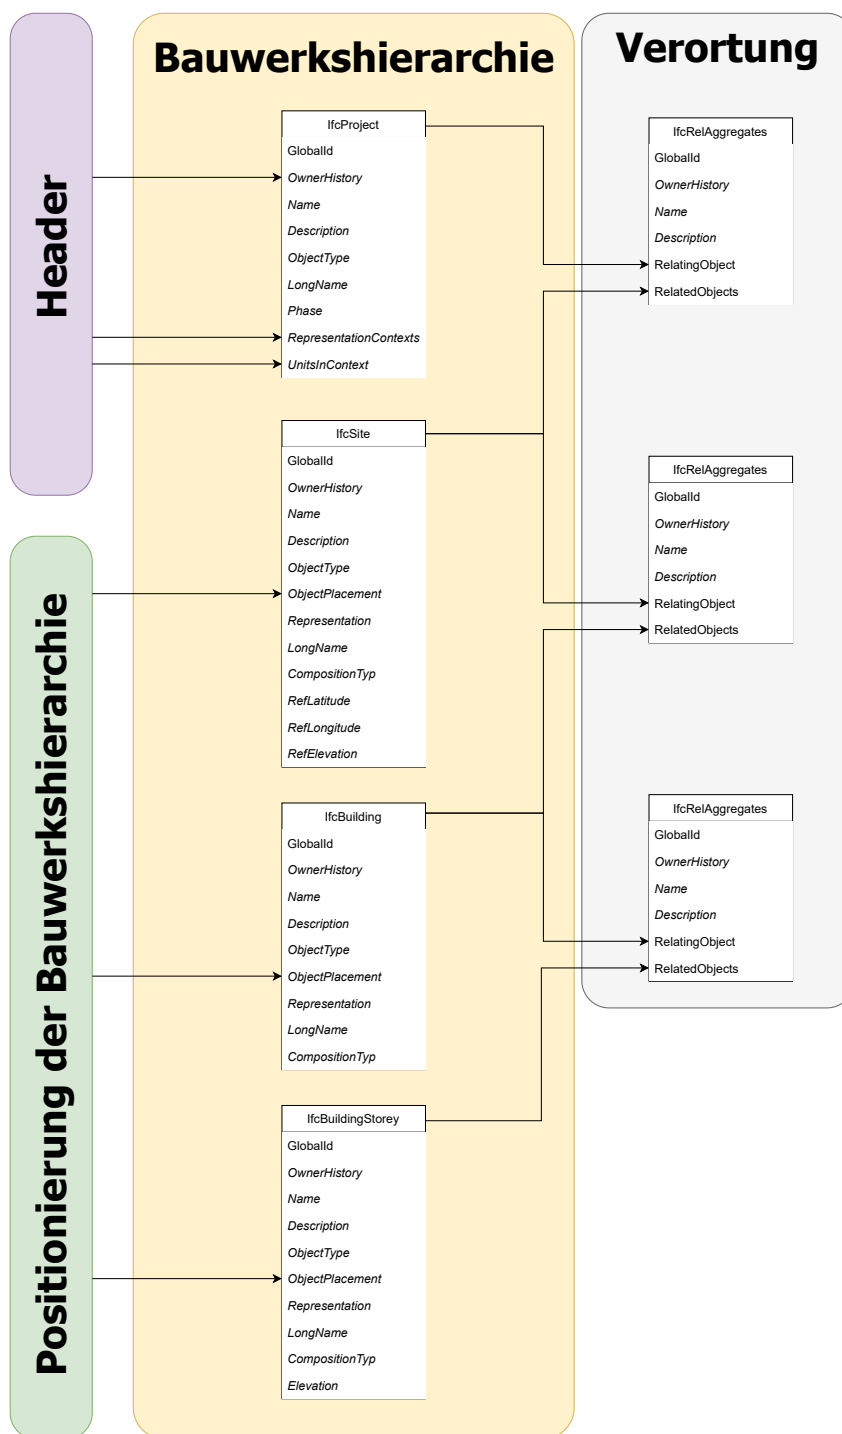 Header
Positionierung der Bauwerkshierarchie
Bauwerkshierarchie
IfcProject
GlobalId
OwnerHistory
Name
Description
ObjectType
LongName
Phase
RepresentationContexts
UnitsInContext
IfcSite
GlobalId
OwnerHistory
Name
Description
ObjectType
ObjectPlacement
Representation
LongName
CompositionTyp
RefLatitude
RefLongitude
RefElevation
IfcBuilding
GlobalId
OwnerHistory
Name
Description
ObjectType
ObjectPlacement
Representation
LongName
CompositionTyp
IfcBuildingStorey
GlobalId
OwnerHistory
Name
Description
ObjectType
ObjectPlacement
Representation
LongName
CompositionTyp
Elevation
Verortung
IfcRelAggregates
GlobalId
OwnerHistory
Name
Description
RelatingObject
RelatedObjects
IfcRelAggregates
GlobalId
OwnerHistory
Name
Description
RelatingObject
RelatedObjects
IfcRelAggregates
GlobalId
OwnerHistory
Name
Description
RelatingObject
RelatedObjects